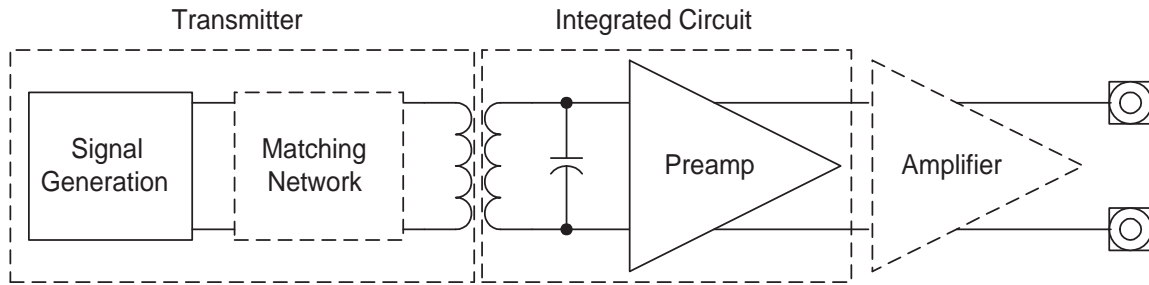 Transmitter
Integrated Circuit
Signal
Generation
Matching
Network
Preamp
Amplifier